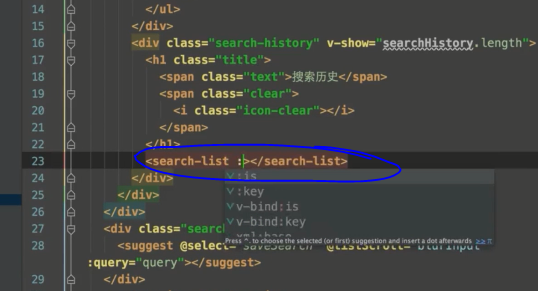 14 </ul>
15 </div>
16 <div class="search-history" v-show="searchHistory.length">
17 <h1 class="title">
18 <span class="text">搜索历史</span>
19 <span class="clear">
20 <i class="icon-clear"></i>
21 </span>
22 </h1>
23 <search-list :></search-list>
24 </div>
:is
25 </div>
:key
26 </div>
v-bind:is
v-bind:key
27 <div class="sear
xml:base
28 <suggest @select="saveSearch" @listScroll="blurInput"
Press ^. to choose the selected (or first) suggestion and insert a dot afterwards >>
:query="query"></suggest>
29 </div>